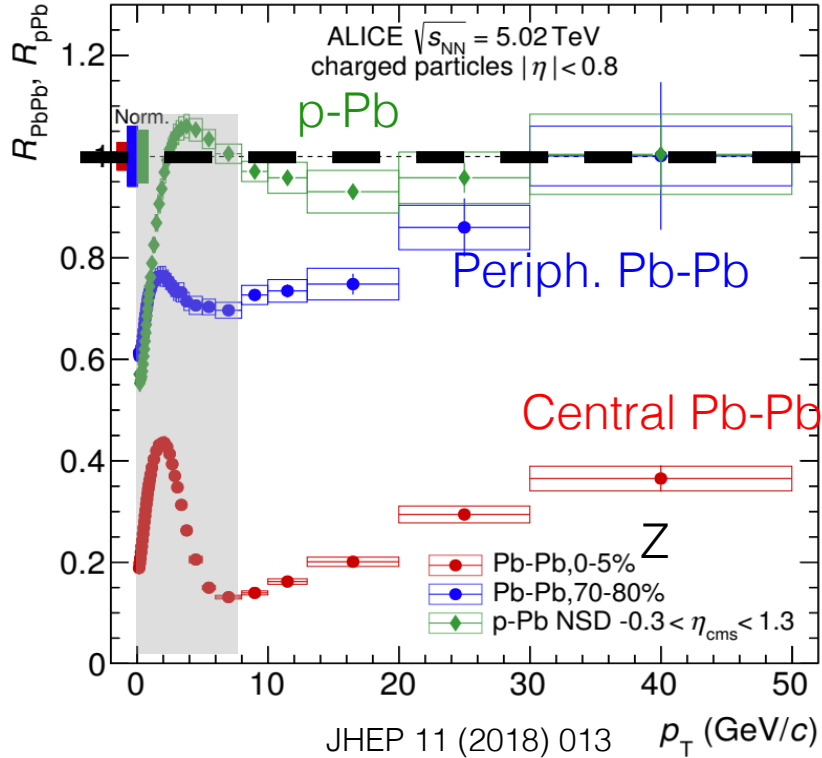 ALICE √s_NN = 5.02 TeV
charged particles |η| < 0.8
R_PbPb, R_pPb
Norm.
p-Pb
Periph. Pb-Pb
Central Pb-Pb
Z
Pb-Pb,0-5%
Pb-Pb,70-80%
p-Pb NSD -0.3 < η_cms < 1.3
1.2
1
0.8
0.6
0.4
0.2
0
0 10 20 30 40 50
JHEP 11 (2018) 013 p_T (GeV/c)